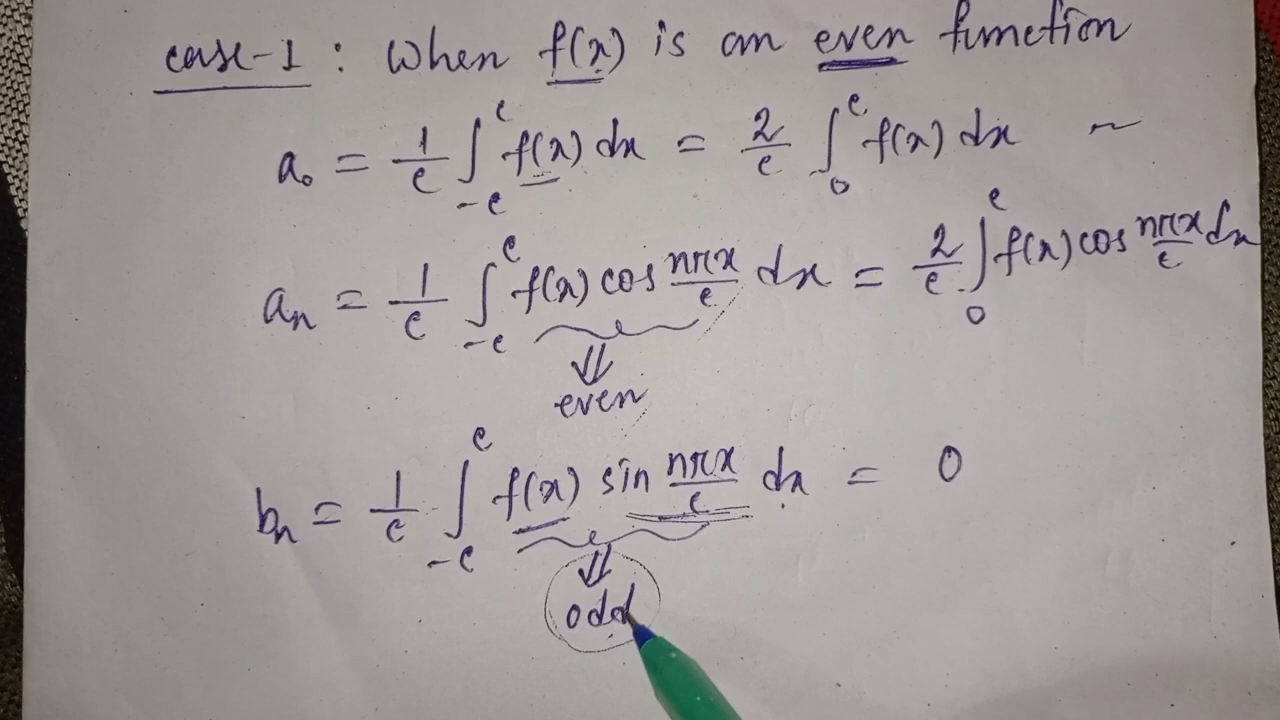 case-1 : When f(x) is an even function
a₀ = 1/c ∫_{-c}^{c} f(x) dx = 2/c ∫_{0}^{c} f(x) dx ~
aₙ = 1/c ∫_{-c}^{c} f(x) cos nπx/c dx = 2/c ∫_{0}^{c} f(x) cos nπx/c dx
⇓
even
bₙ = 1/c ∫_{-c}^{c} f(x) sin nπx/c dx = 0
⇓
odd